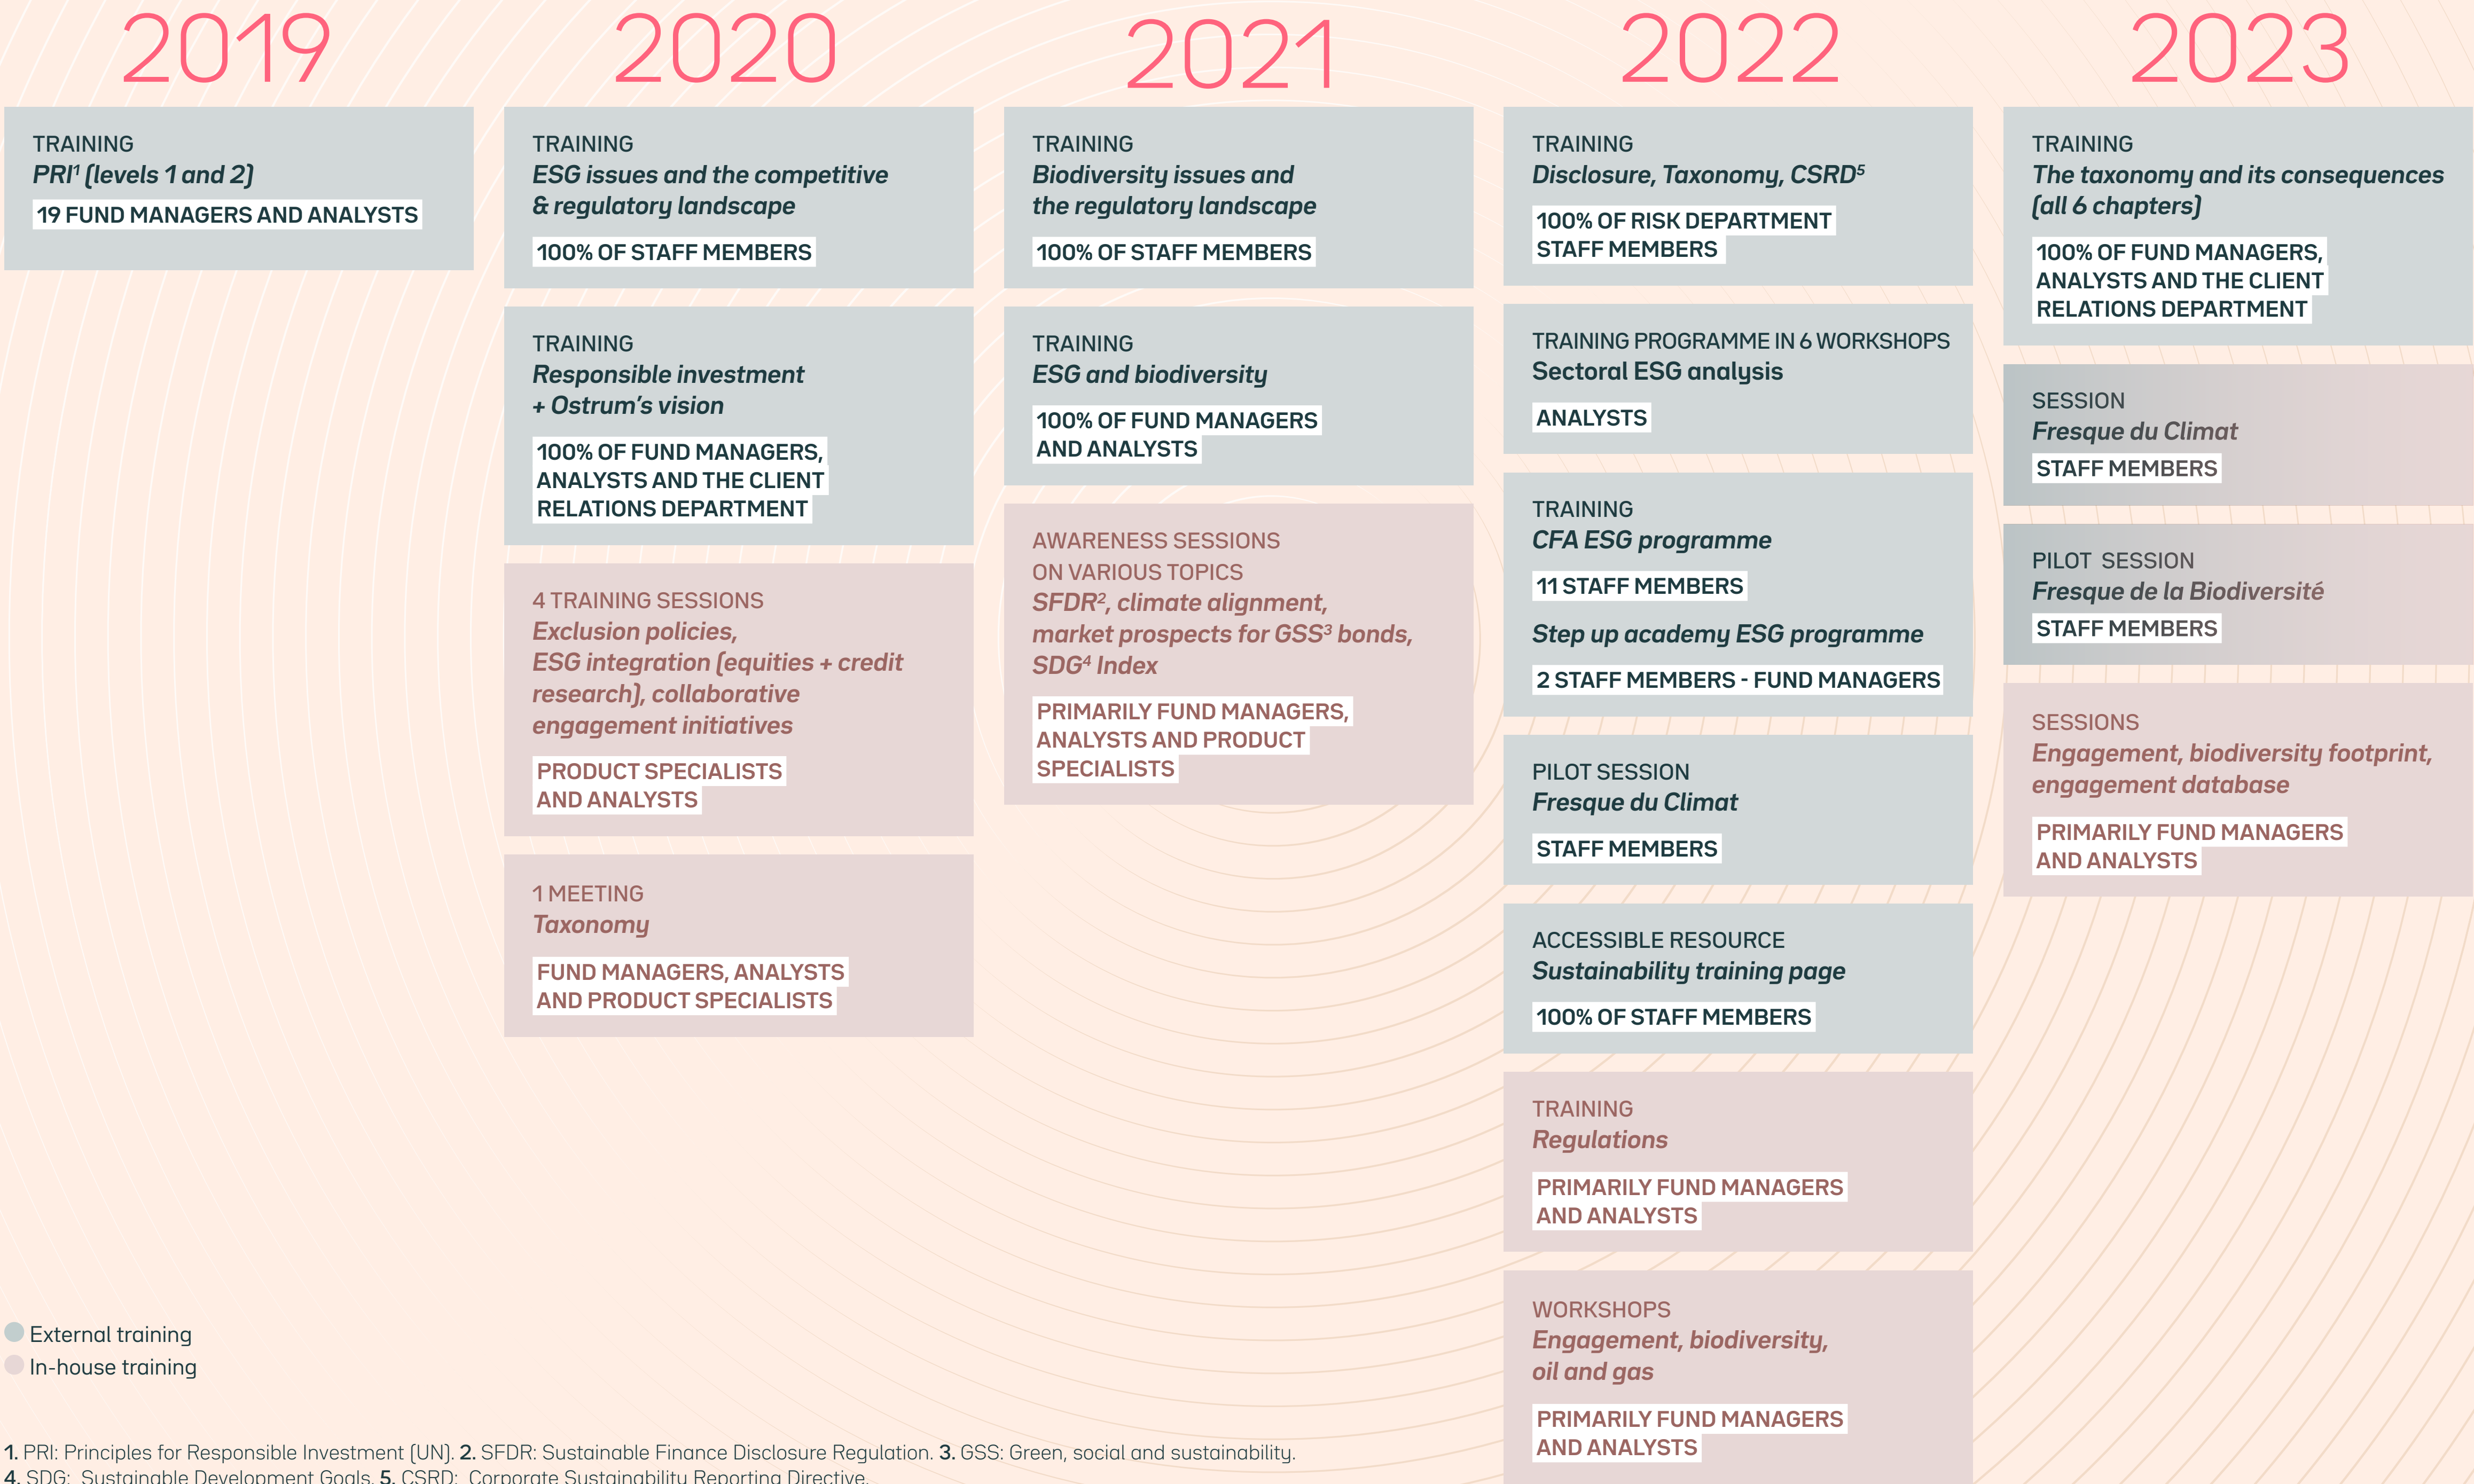 2019
TRAINING
PRI¹ (levels 1 and 2)
19 FUND MANAGERS AND ANALYSTS
2020
TRAINING
ESG issues and the competitive
& regulatory landscape
100% OF STAFF MEMBERS
TRAINING
Responsible investment
+ Ostrum's vision
100% OF FUND MANAGERS,
ANALYSTS AND THE CLIENT
RELATIONS DEPARTMENT
4 TRAINING SESSIONS
Exclusion policies,
ESG integration (equities + credit
research), collaborative
engagement initiatives
PRODUCT SPECIALISTS
AND ANALYSTS
1 MEETING
Taxonomy
FUND MANAGERS, ANALYSTS
AND PRODUCT SPECIALISTS
2021
TRAINING
Biodiversity issues and
the regulatory landscape
100% OF STAFF MEMBERS
TRAINING
ESG and biodiversity
100% OF FUND MANAGERS
AND ANALYSTS
AWARENESS SESSIONS
ON VARIOUS TOPICS
SFDR², climate alignment,
market prospects for GSS³ bonds,
SDG⁴ Index
PRIMARILY FUND MANAGERS,
ANALYSTS AND PRODUCT
SPECIALISTS
2022
TRAINING
Disclosure, Taxonomy, CSRD⁵
100% OF RISK DEPARTMENT
STAFF MEMBERS
TRAINING PROGRAMME IN 6 WORKSHOPS
Sectoral ESG analysis
ANALYSTS
TRAINING
CFA ESG programme
11 STAFF MEMBERS
Step up academy ESG programme
2 STAFF MEMBERS - FUND MANAGERS
PILOT SESSION
Fresque du Climat
STAFF MEMBERS
ACCESSIBLE RESOURCE
Sustainability training page
100% OF STAFF MEMBERS
TRAINING
Regulations
PRIMARILY FUND MANAGERS
AND ANALYSTS
WORKSHOPS
Engagement, biodiversity,
oil and gas
PRIMARILY FUND MANAGERS
AND ANALYSTS
2023
TRAINING
The taxonomy and its consequences
(all 6 chapters)
100% OF FUND MANAGERS,
ANALYSTS AND THE CLIENT
RELATIONS DEPARTMENT
SESSION
Fresque du Climat
STAFF MEMBERS
PILOT SESSION
Fresque de la Biodiversité
STAFF MEMBERS
SESSIONS
Engagement, biodiversity footprint,
engagement database
PRIMARILY FUND MANAGERS
AND ANALYSTS
External training
In-house training
1. PRI: Principles for Responsible Investment (UN). 2. SFDR: Sustainable Finance Disclosure Regulation. 3. GSS: Green, social and sustainability.
4. SDG: Sustainable Development Goals. 5. CSRD: Corporate Sustainability Reporting Directive.